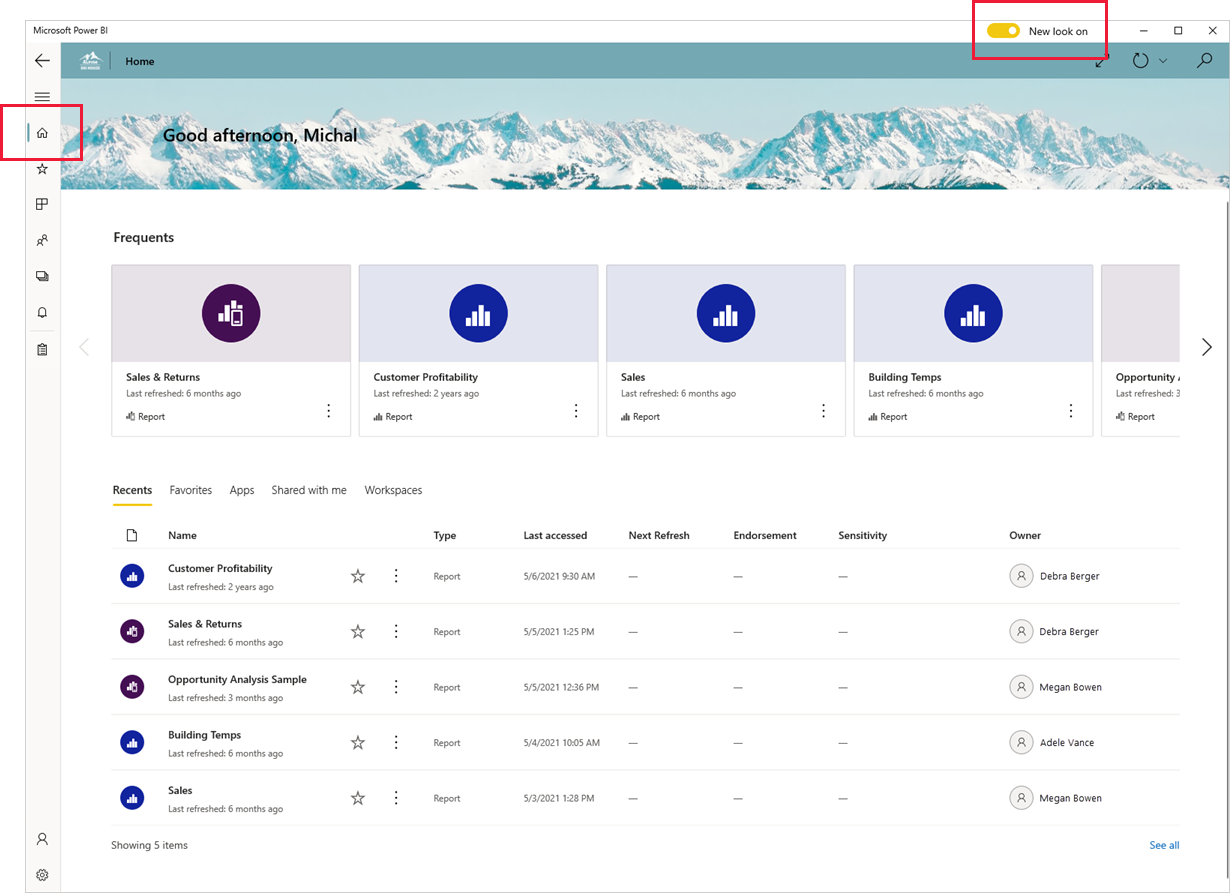 Microsoft Power BI
New look on
Home
Good afternoon, Michal
Frequents
Sales & Returns
Last refreshed: 6 months ago
Report
Customer Profitability
Last refreshed: 2 years ago
Report
Sales
Last refreshed: 6 months ago
Report
Building Temps
Last refreshed: 6 months ago
Report
Opportunity
Last refreshed: 3
Report
Recents Favorites Apps Shared with me Workspaces
Name Type Last accessed Next Refresh Endorsement Sensitivity Owner
Customer Profitability
Last refreshed: 2 years ago
Report 5/6/2021 9:30 AM — — — Debra Berger
Sales & Returns
Last refreshed: 6 months ago
Report 5/5/2021 1:25 PM — — — Debra Berger
Opportunity Analysis Sample
Last refreshed: 3 months ago
Report 5/5/2021 12:36 PM — — — Megan Bowen
Building Temps
Last refreshed: 6 months ago
Report 5/4/2021 10:05 AM — — — Adele Vance
Sales
Last refreshed: 6 months ago
Report 5/3/2021 1:28 PM — — — Megan Bowen
Showing 5 items See all